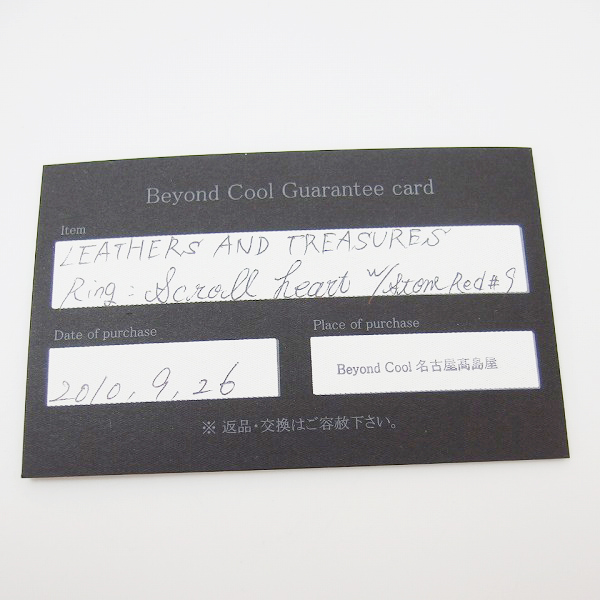 Beyond Cool Guarantee card
Item
LEATHERS AND TREASURES
Ring : Scroll heart w/stone Red #9
Date of purchase
Place of purchase
2010. 9. 26
Beyond Cool 名古屋髙島屋
※ 返品・交換はご容赦下さい。